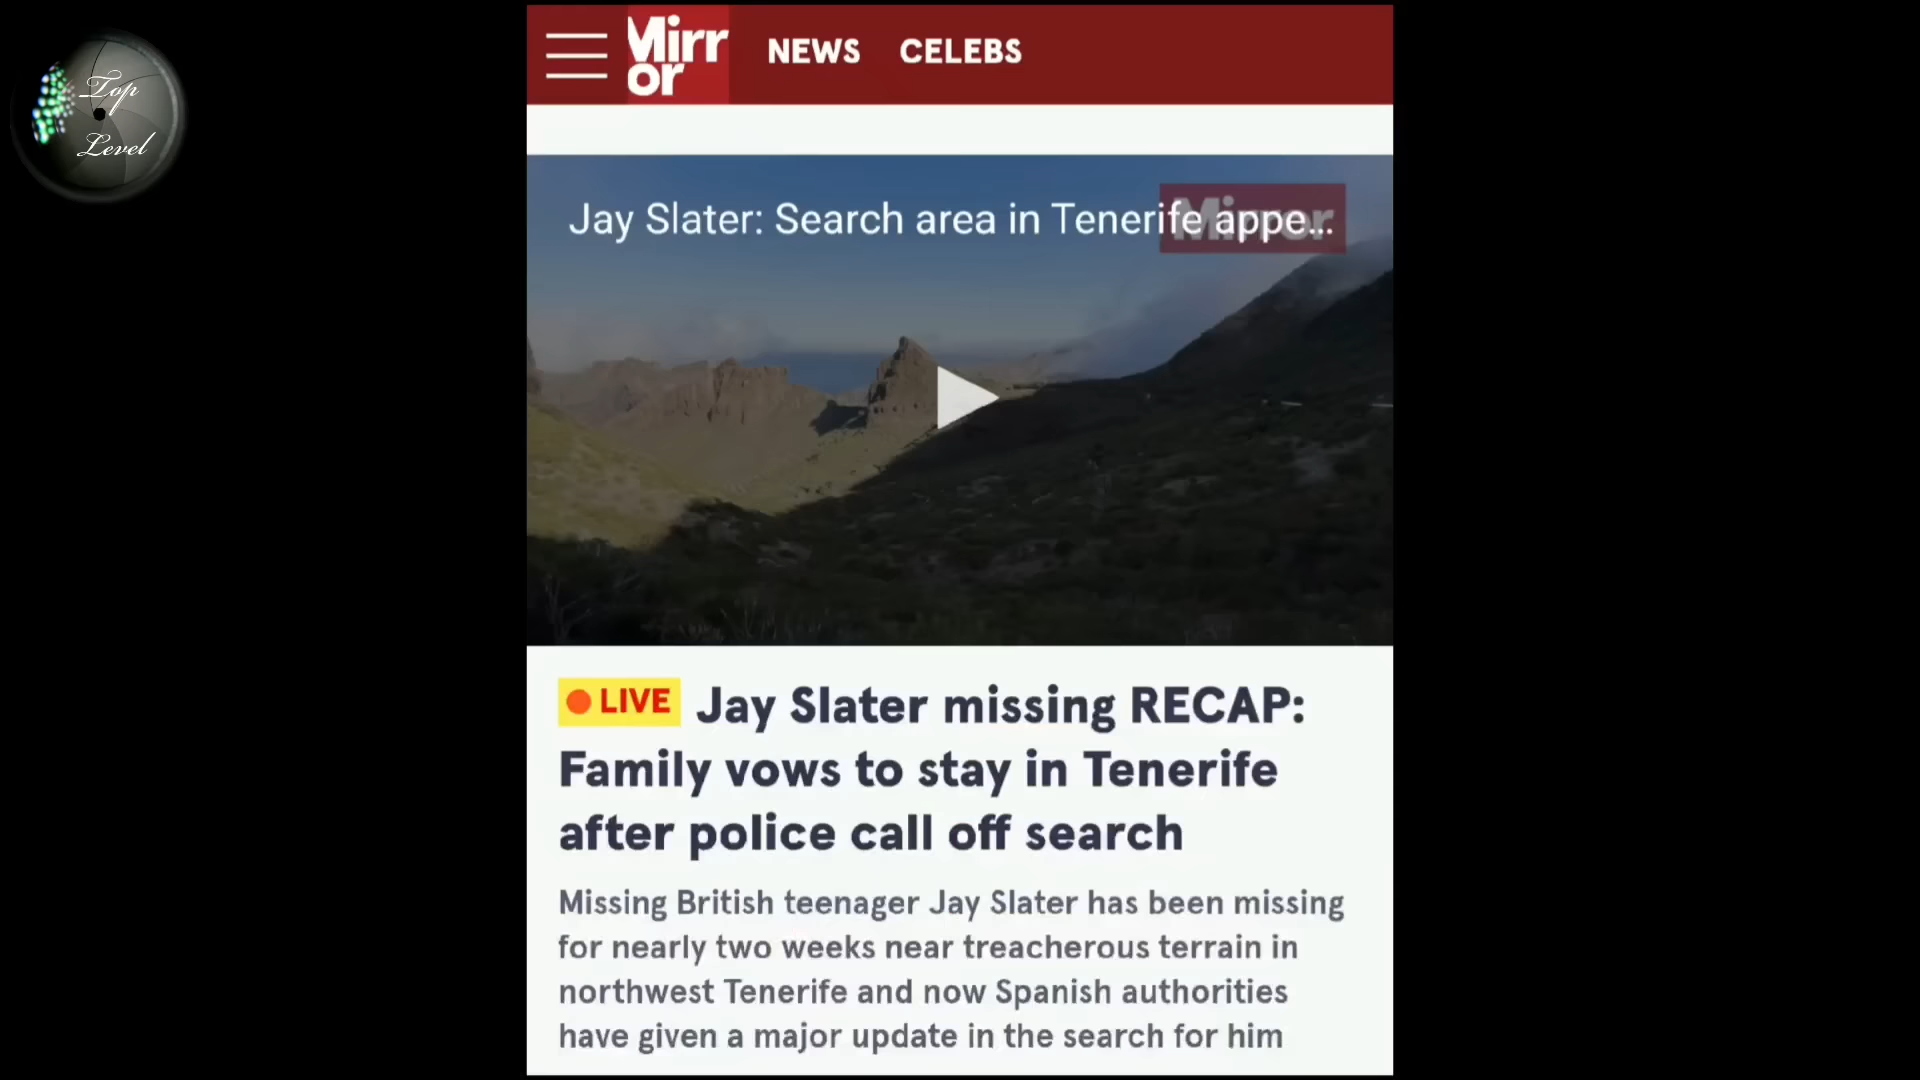 Top
Level
Mirr
or
NEWS CELEBS
Jay Slater: Search area in Tenerife appe...
Mirror
LIVE Jay Slater missing RECAP:
Family vows to stay in Tenerife
after police call off search
Missing British teenager Jay Slater has been missing
for nearly two weeks near treacherous terrain in
northwest Tenerife and now Spanish authorities
have given a major update in the search for him